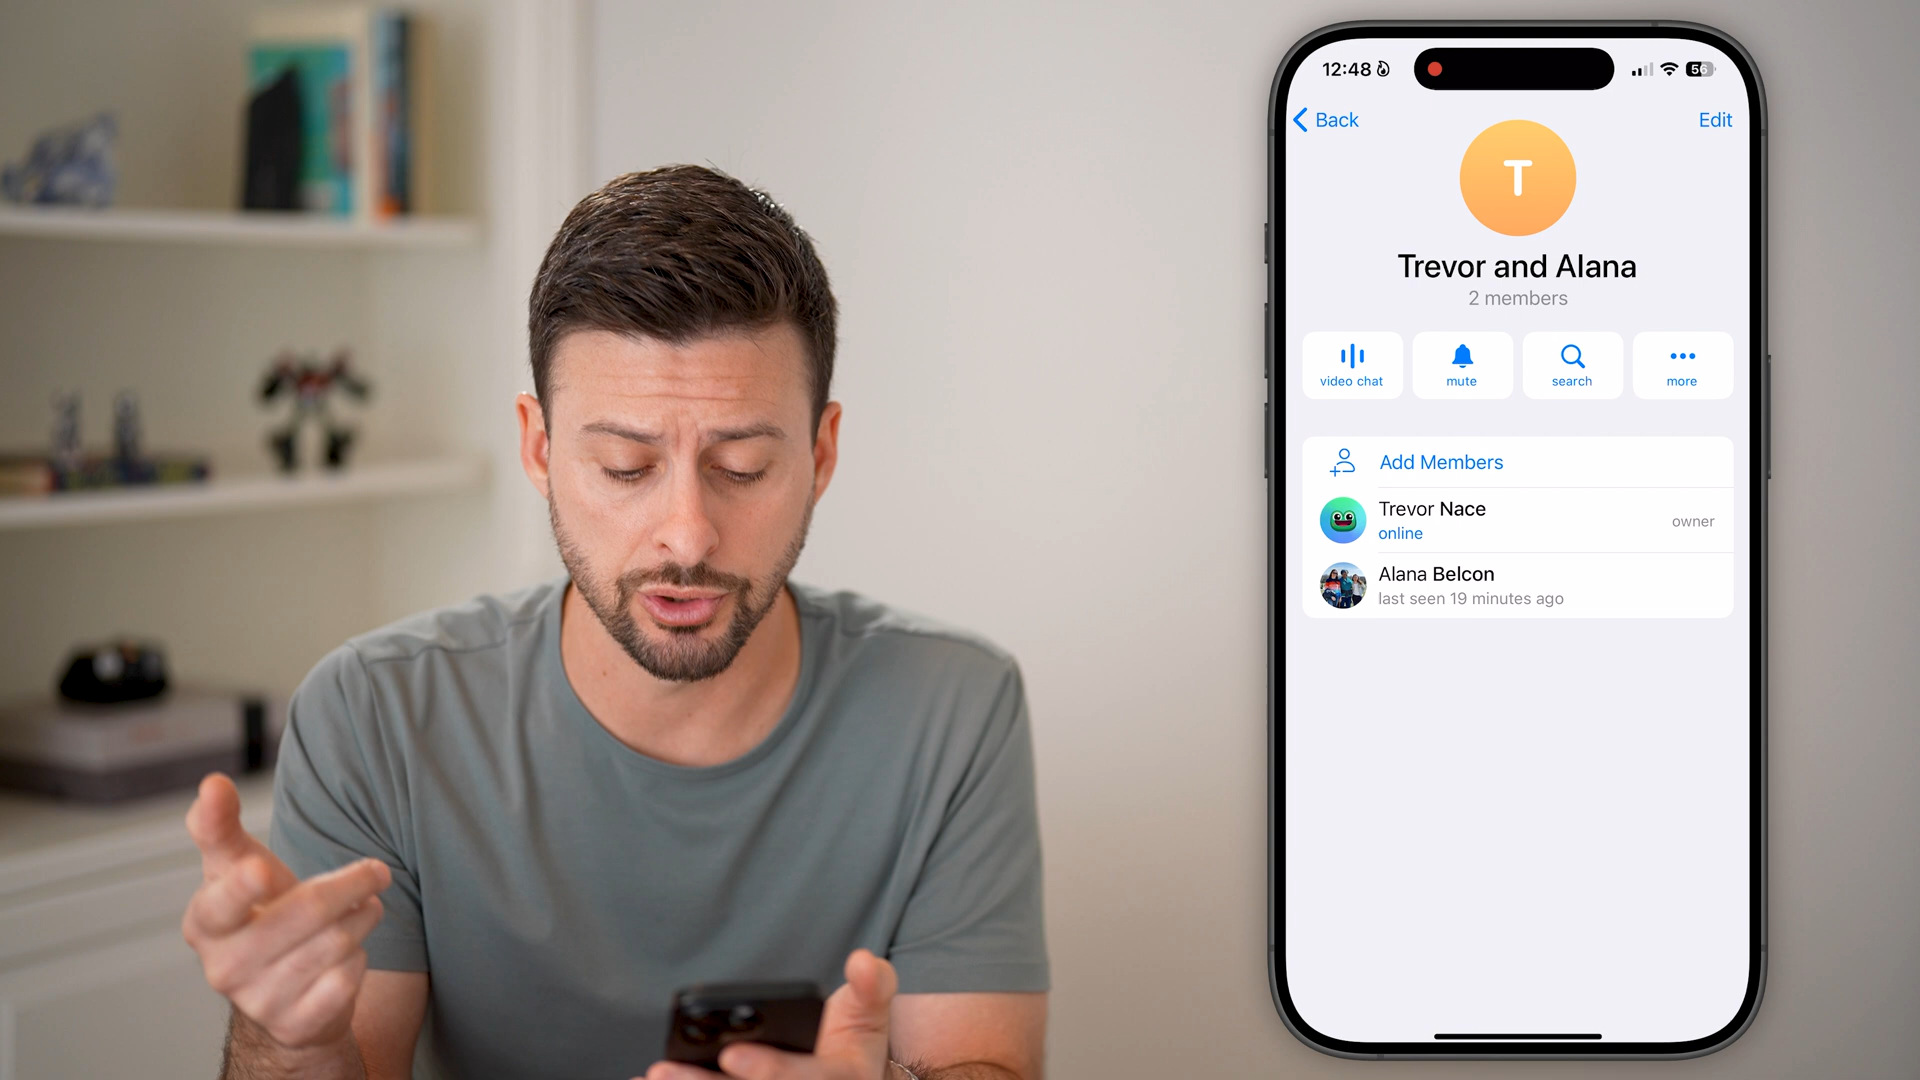 12:48
56
Back
Edit
T
Trevor and Alana
2 members
video chat
mute
search
more
Add Members
Trevor Nace
online
owner
Alana Belcon
last seen 19 minutes ago